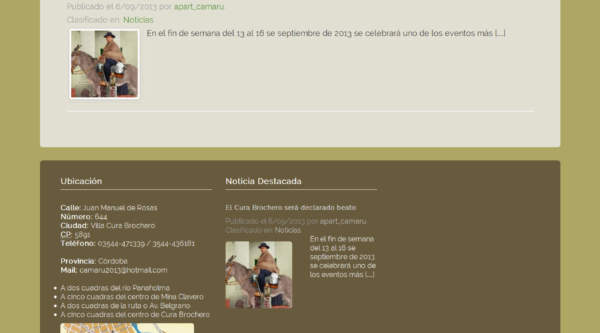 Publicado el 6/09/2013 por apart_camaru
Clasificado en: Noticias
En el fin de semana del 13 al 16 se septiembre de 2013 se celebrará uno de los eventos más [...]
Ubicación
Calle: Juan Manuel de Rosas
Número: 644
Ciudad: Villa Cura Brochero
CP: 5891
Teléfono: 03544-471339 / 3544-436181
Provincia: Córdoba
Mail: camaru2013@hotmail.com
A dos cuadras del río Panaholma
A cinco cuadras del centro de Mina Clavero
A dos cuadras de la ruta o Av. Belgrano
A cinco cuadras del centro de Cura Brochero
Noticia Destacada
El Cura Brochero será declarado beato
Publicado el 6/09/2013 por apart_camaru
Clasificado en: Noticias
En el fin de semana
del 13 al 16 se
septiembre de 2013
se celebrará uno de
los eventos más [...]